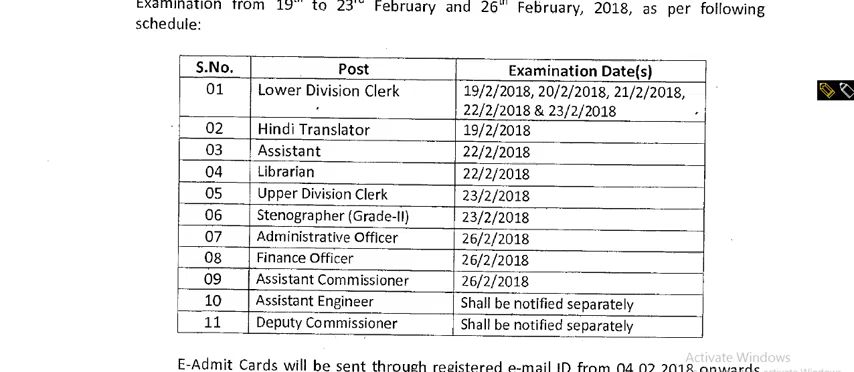 Examination from 19th to 23rd February and 26th February, 2018, as per following
schedule:
S.No. Post Examination Date(s)
01 Lower Division Clerk 19/2/2018, 20/2/2018, 21/2/2018,
22/2/2018 & 23/2/2018
02 Hindi Translator 19/2/2018
03 Assistant 22/2/2018
04 Librarian 22/2/2018
05 Upper Division Clerk 23/2/2018
06 Stenographer (Grade-II) 23/2/2018
07 Administrative Officer 26/2/2018
08 Finance Officer 26/2/2018
09 Assistant Commissioner 26/2/2018
10 Assistant Engineer Shall be notified separately
11 Deputy Commissioner Shall be notified separately
Activate Windows
E-Admit Cards will be sent through registered e-mail ID from 04.02.2018 onwards